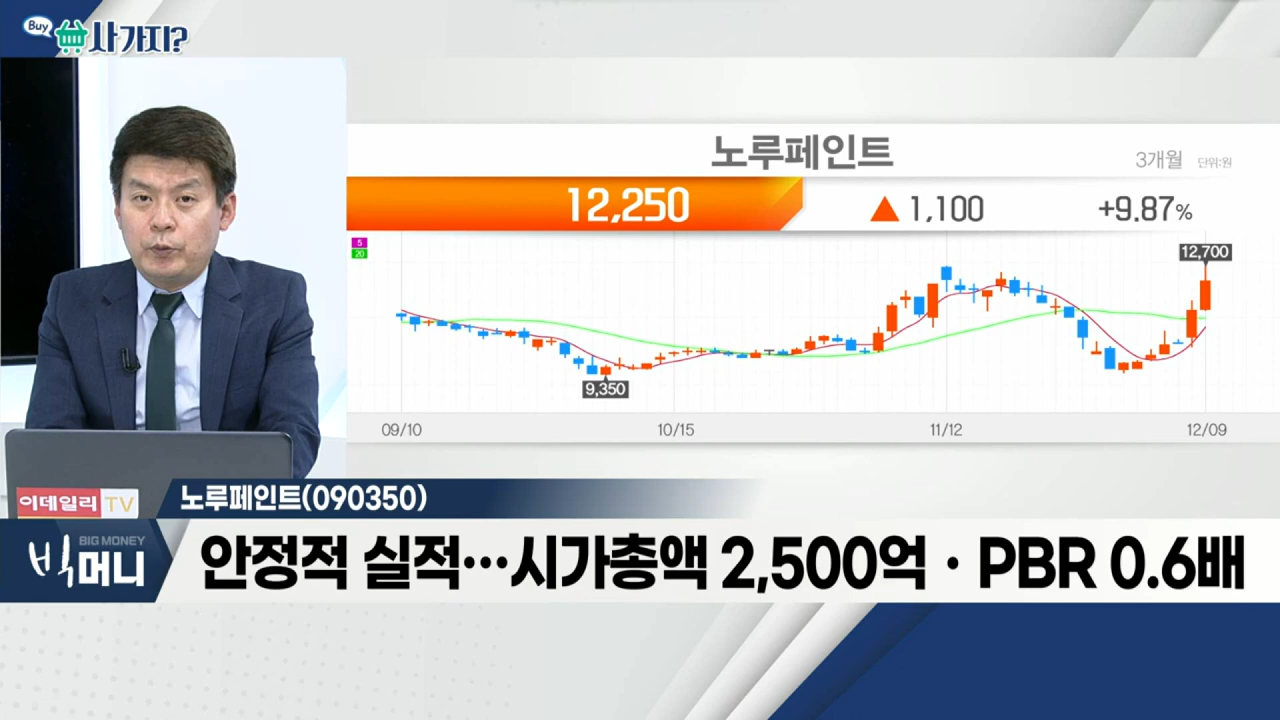 Buy 사가지?
노루페인트
3개월 단위:원
12,250 ▲ 1,100 +9.87%
5
20
12,700
9,350
09/10 10/15 11/12 12/09
이데일리 TV
노루페인트(090350)
BIG MONEY
빅머니
안정적 실적…시가총액 2,500억·PBR 0.6배